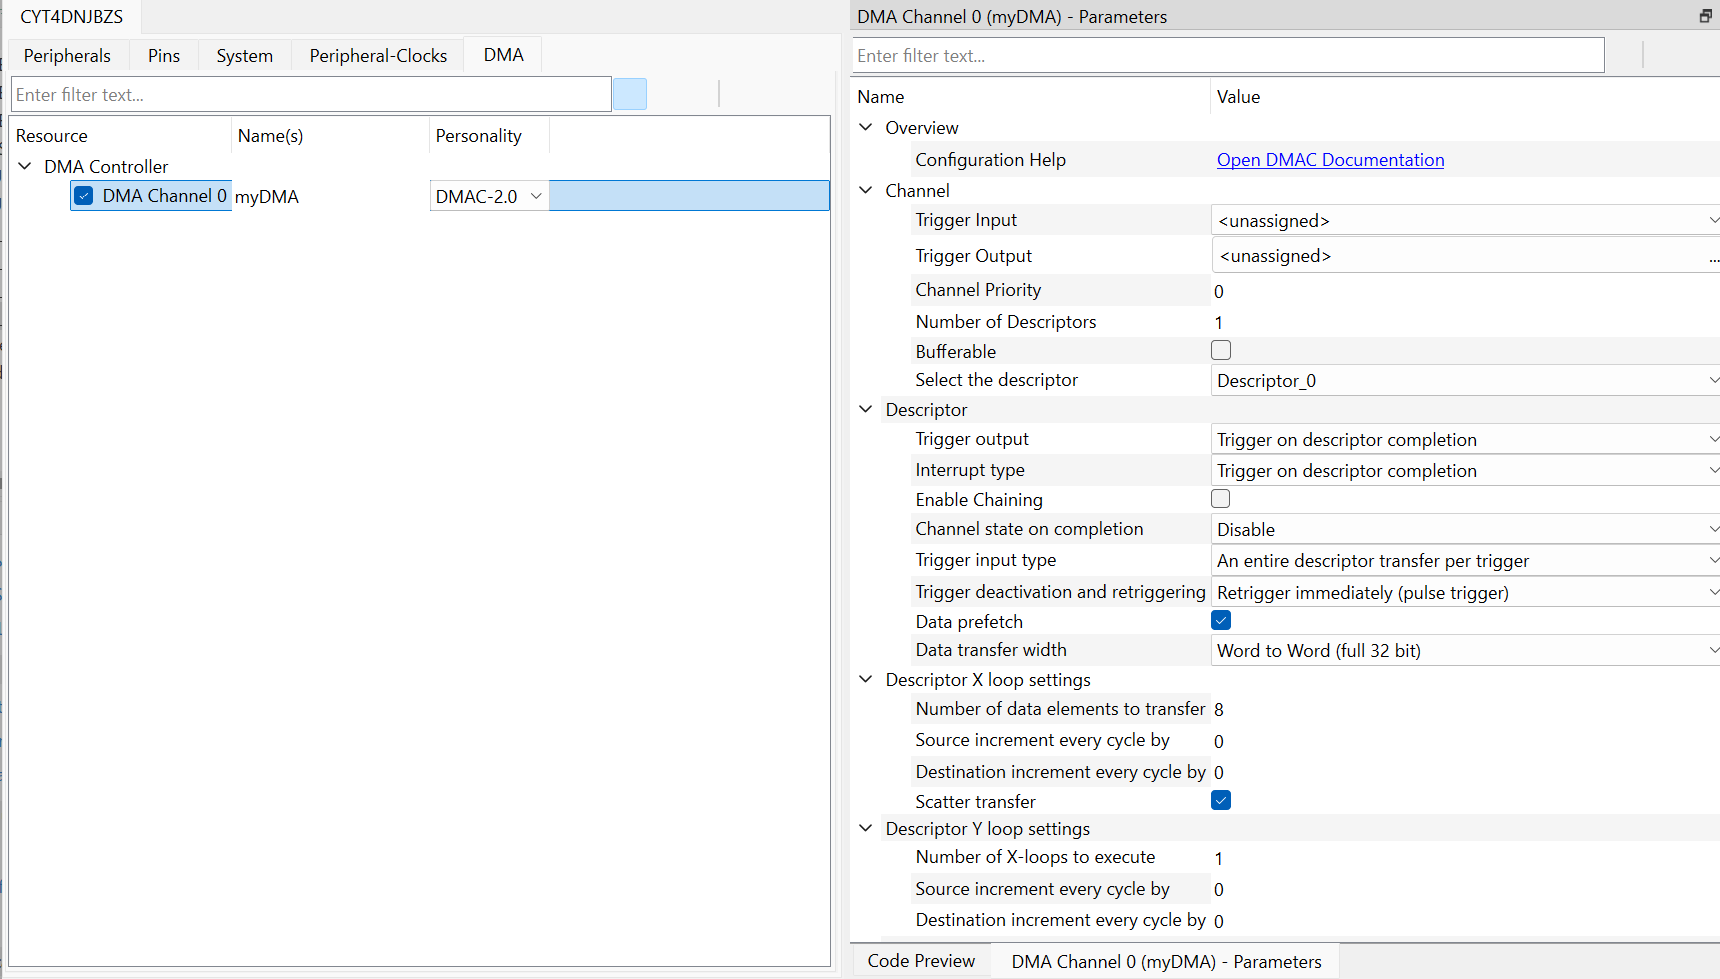 CYT4DNJBZS
Peripherals Pins System Peripheral-Clocks DMA
Enter filter text...
Resource Name(s) Personality
DMA Controller
DMA Channel 0 myDMA DMAC-2.0
DMA Channel 0 (myDMA) - Parameters
Enter filter text...
Name Value
Overview
Configuration Help Open DMAC Documentation
Channel
Trigger Input <unassigned>
Trigger Output <unassigned> ...
Channel Priority 0
Number of Descriptors 1
Bufferable
Select the descriptor Descriptor_0
Descriptor
Trigger output Trigger on descriptor completion
Interrupt type Trigger on descriptor completion
Enable Chaining
Channel state on completion Disable
Trigger input type An entire descriptor transfer per trigger
Trigger deactivation and retriggering Retrigger immediately (pulse trigger)
Data prefetch
Data transfer width Word to Word (full 32 bit)
Descriptor X loop settings
Number of data elements to transfer 8
Source increment every cycle by 0
Destination increment every cycle by 0
Scatter transfer
Descriptor Y loop settings
Number of X-loops to execute 1
Source increment every cycle by 0
Destination increment every cycle by 0
Code Preview DMA Channel 0 (myDMA) - Parameters